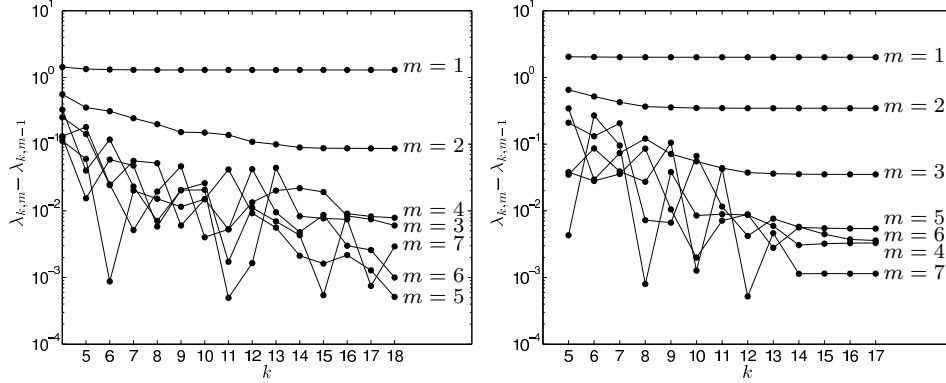 10^1
10^0
10^{-1}
10^{-2}
10^{-3}
10^{-4}
λ_{k,m} − λ_{k,m−1}
m = 1
m = 2
m = 4
m = 3
m = 7
m = 6
m = 5
5 6 7 8 9 10 11 12 13 14 15 16 17 18
k
10^1
10^0
10^{-1}
10^{-2}
10^{-3}
10^{-4}
λ_{k,m} − λ_{k,m−1}
m = 1
m = 2
m = 3
m = 5
m = 6
m = 4
m = 7
5 6 7 8 9 10 11 12 13 14 15 16 17
k